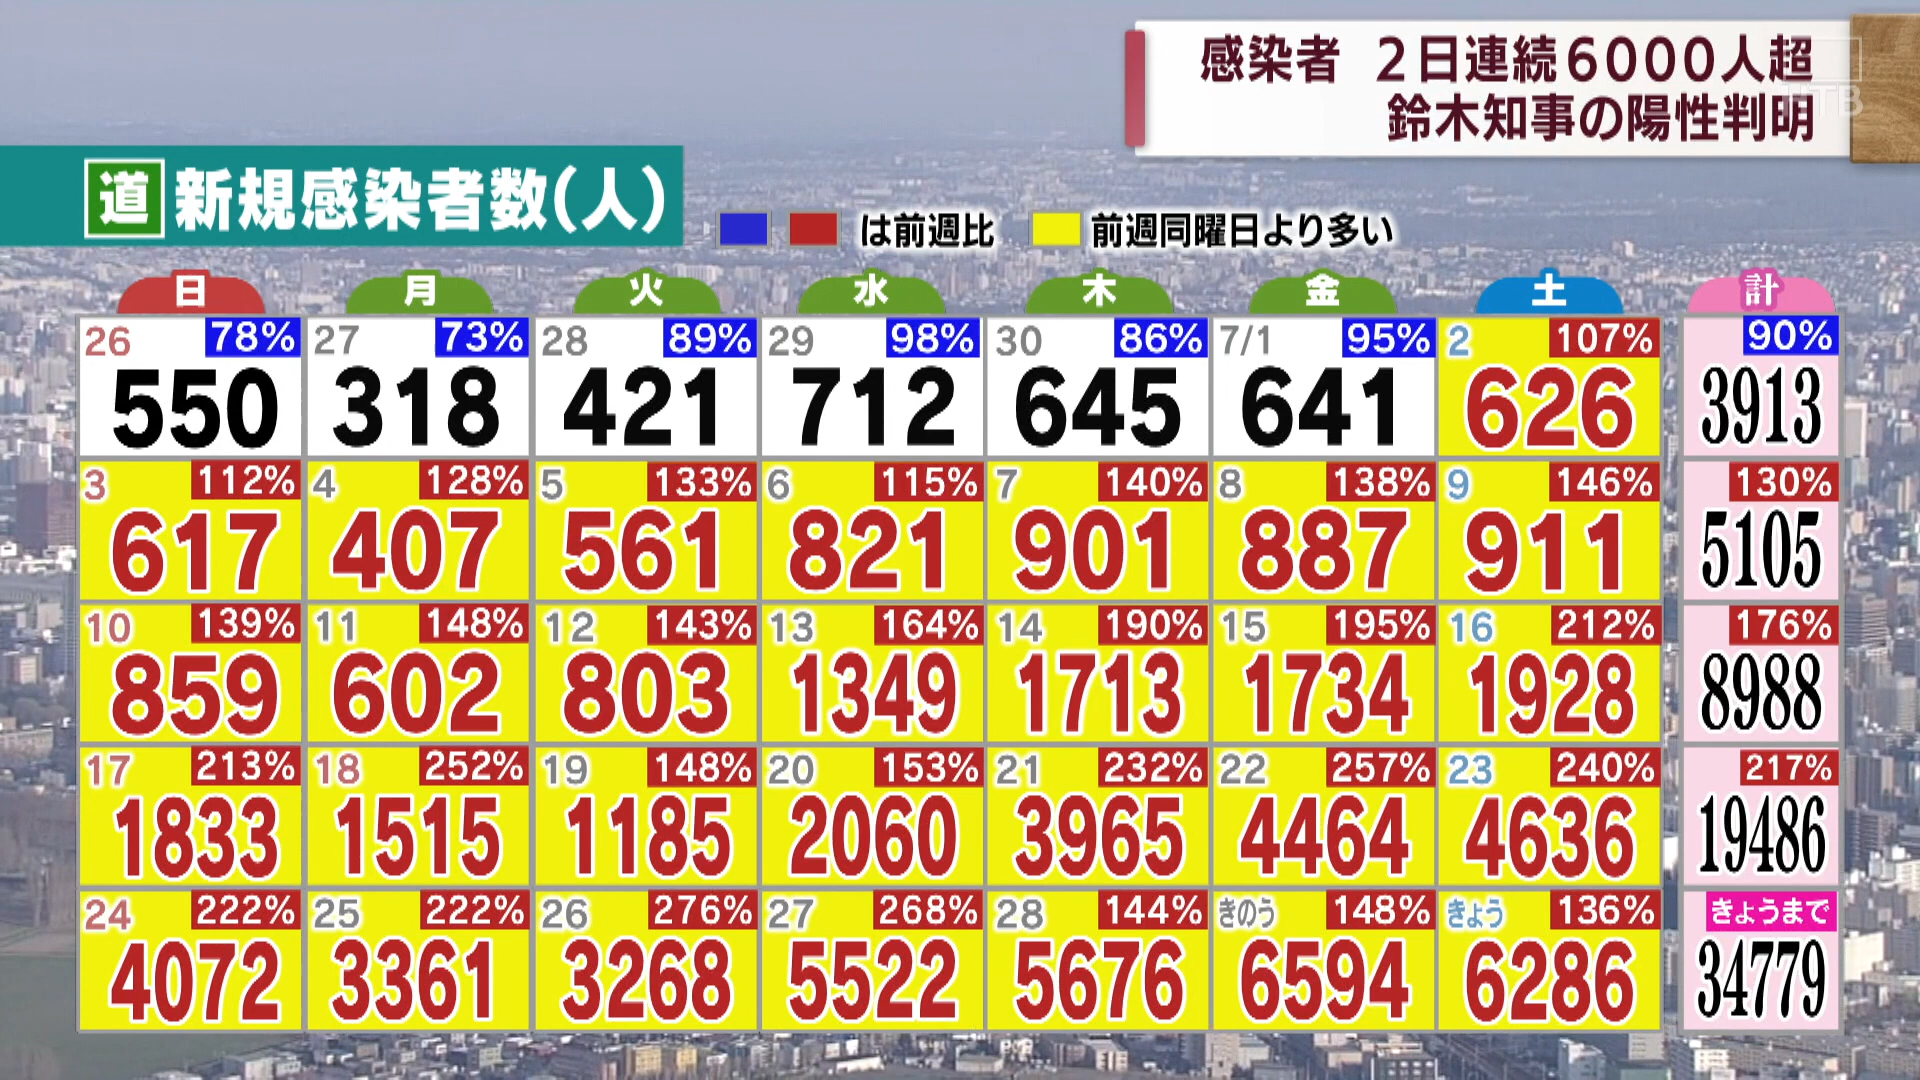 感染者 2日連続6000人超
鈴木知事の陽性判明
道 新規感染者数(人)
は前週比 前週同曜日より多い
日 月 火 水 木 金 土 計
26 78% 27 73% 28 89% 29 98% 30 86% 7/1 95% 2 107% 90%
550 318 421 712 645 641 626 3913
3 112% 4 128% 5 133% 6 115% 7 140% 8 138% 9 146% 130%
617 407 561 821 901 887 911 5105
10 139% 11 148% 12 143% 13 164% 14 190% 15 195% 16 212% 176%
859 602 803 1349 1713 1734 1928 8988
17 213% 18 252% 19 148% 20 153% 21 232% 22 257% 23 240% 217%
1833 1515 1185 2060 3965 4464 4636 19486
24 222% 25 222% 26 276% 27 268% 28 144% きのう 148% きょう 136% きょうまで
4072 3361 3268 5522 5676 6594 6286 34779